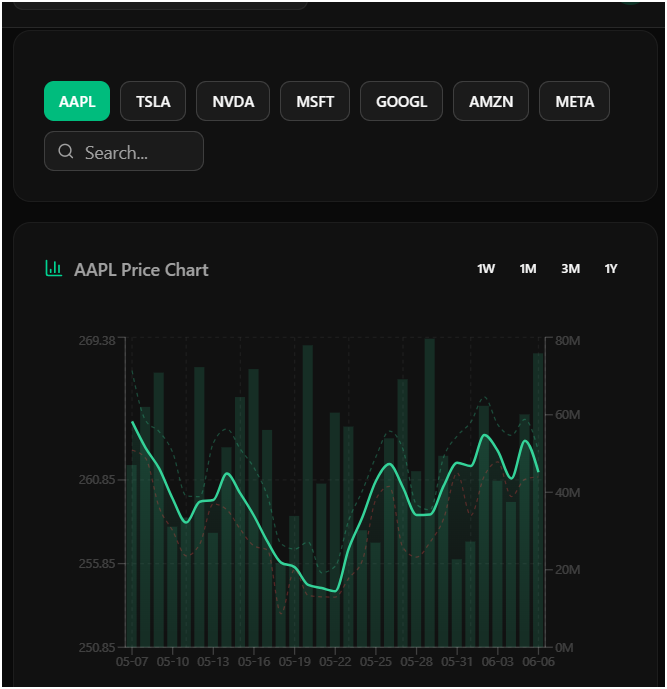 AAPL TSLA NVDA MSFT GOOGL AMZN META
Search...
AAPL Price Chart 1W 1M 3M 1Y
269.38 80M
60M
260.85
40M
255.85
20M
250.85 0M
05-07 05-10 05-13 05-16 05-19 05-22 05-25 05-28 05-31 06-03 06-06